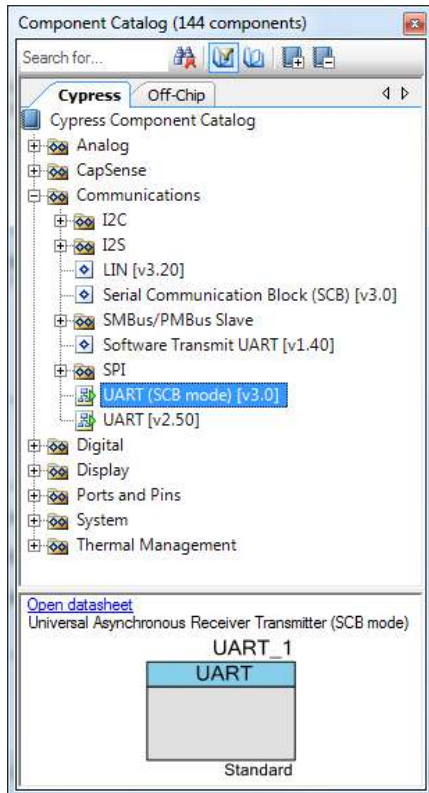 Component Catalog (144 components)
Search for...
Cypress Off-Chip
Cypress Component Catalog
Analog
CapSense
Communications
I2C
I2S
LIN [v3.20]
Serial Communication Block (SCB) [v3.0]
SMBus/PMBus Slave
Software Transmit UART [v1.40]
SPI
UART (SCB mode) [v3.0]
UART [v2.50]
Digital
Display
Ports and Pins
System
Thermal Management
Open datasheet
Universal Asynchronous Receiver Transmitter (SCB mode)
UART_1
UART
Standard